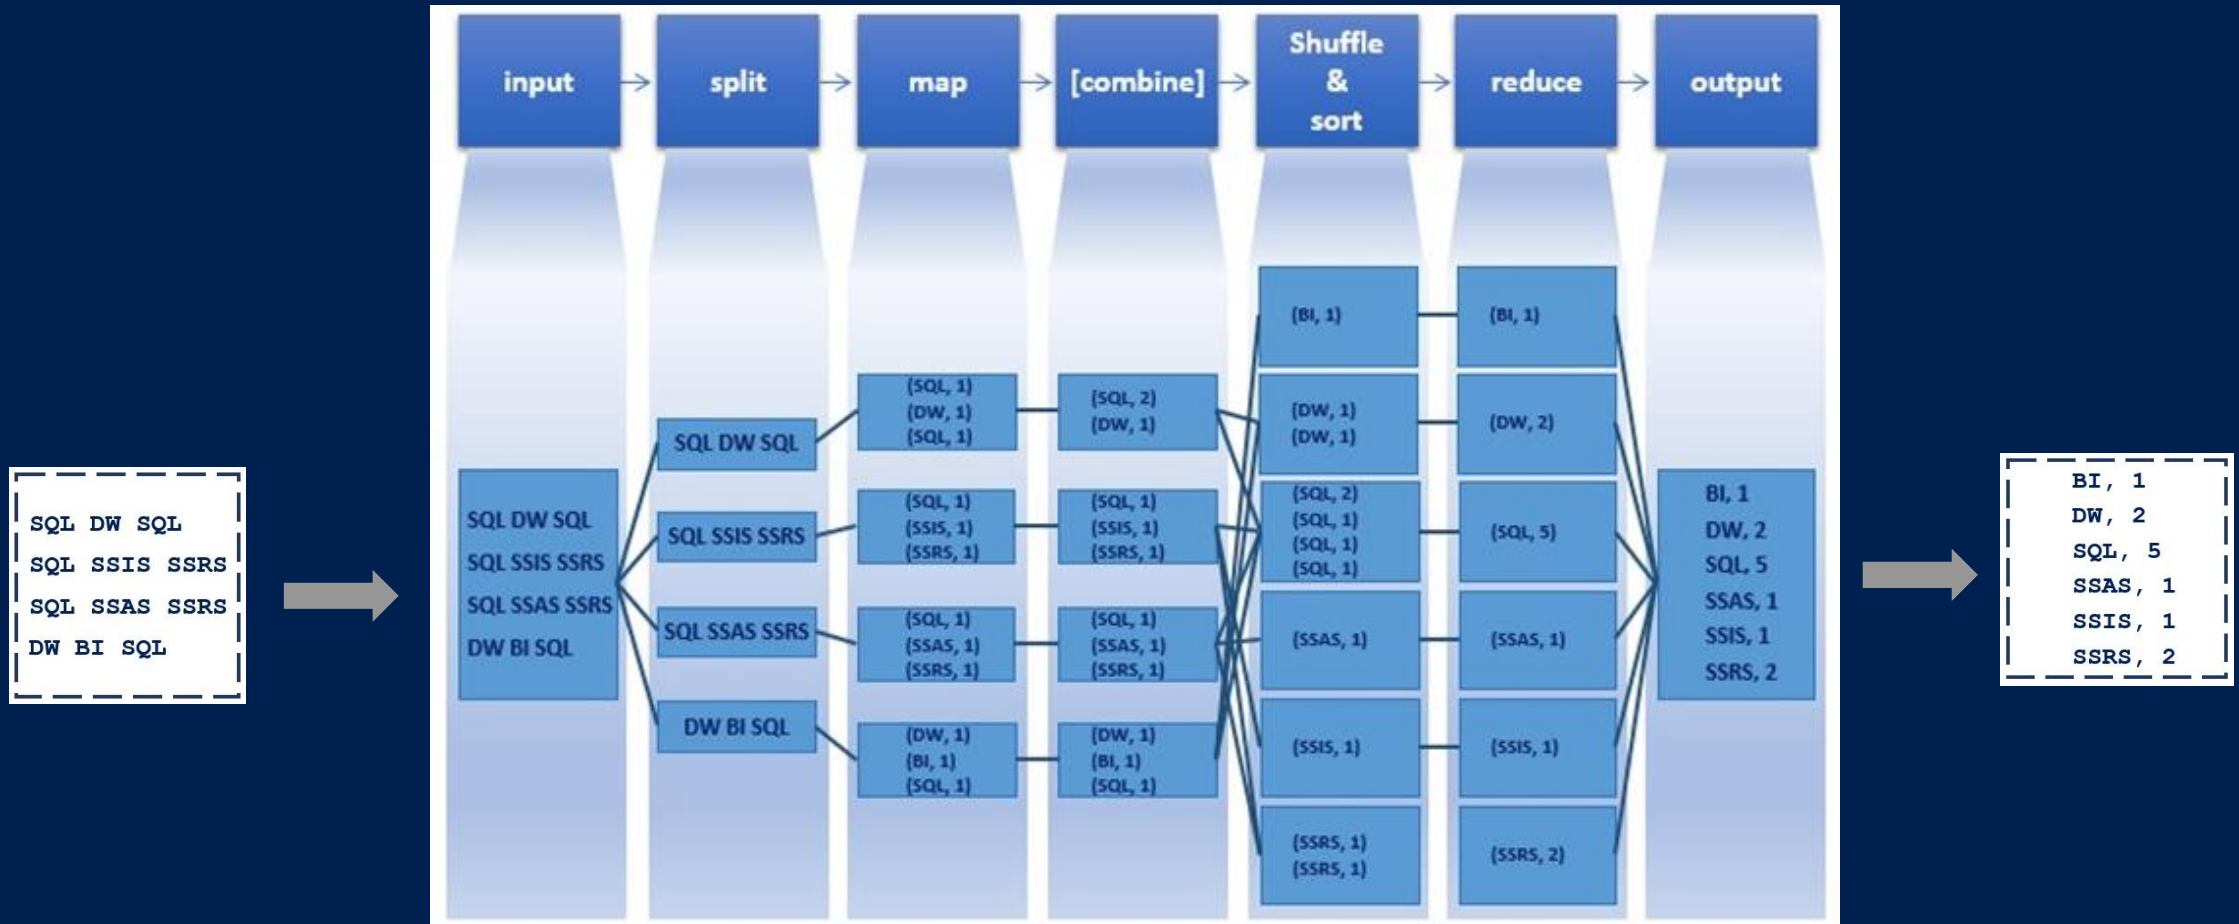 input
split
map
[combine]
Shuffle
&
sort
reduce
output
SQL DW SQL
SQL SSIS SSRS
SQL SSAS SSRS
DW BI SQL
SQL DW SQL
SQL SSIS SSRS
SQL SSAS SSRS
DW BI SQL
SQL DW SQL
SQL SSIS SSRS
SQL SSAS SSRS
DW BI SQL
(SQL, 1)
(DW, 1)
(SQL, 1)
(SQL, 1)
(SSIS, 1)
(SSRS, 1)
(SQL, 1)
(SSAS, 1)
(SSRS, 1)
(DW, 1)
(BI, 1)
(SQL, 1)
(SQL, 2)
(DW, 1)
(SQL, 1)
(SSIS, 1)
(SSRS, 1)
(SQL, 1)
(SSAS, 1)
(SSRS, 1)
(DW, 1)
(BI, 1)
(SQL, 1)
(BI, 1)
(DW, 1)
(DW, 1)
(SQL, 2)
(SQL, 1)
(SQL, 1)
(SQL, 1)
(SSAS, 1)
(SSIS, 1)
(SSRS, 1)
(SSRS, 1)
(BI, 1)
(DW, 2)
(SQL, 5)
(SSAS, 1)
(SSIS, 1)
(SSRS, 2)
BI, 1
DW, 2
SQL, 5
SSAS, 1
SSIS, 1
SSRS, 2
BI, 1
DW, 2
SQL, 5
SSAS, 1
SSIS, 1
SSRS, 2